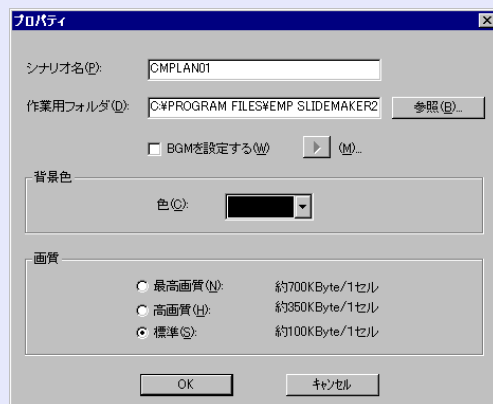 プロパティ
シナリオ名(P): CMPLAN01
作業用フォルダ(D): C:¥PROGRAM FILES¥EMP SLIDEMAKER2 参照(B)...
BGMを設定する(W) (M)...
背景色
色(C):
画質
最高画質(N): 約700KByte/1セル
高画質(H): 約350KByte/1セル
標準(S): 約100KByte/1セル
OK キャンセル